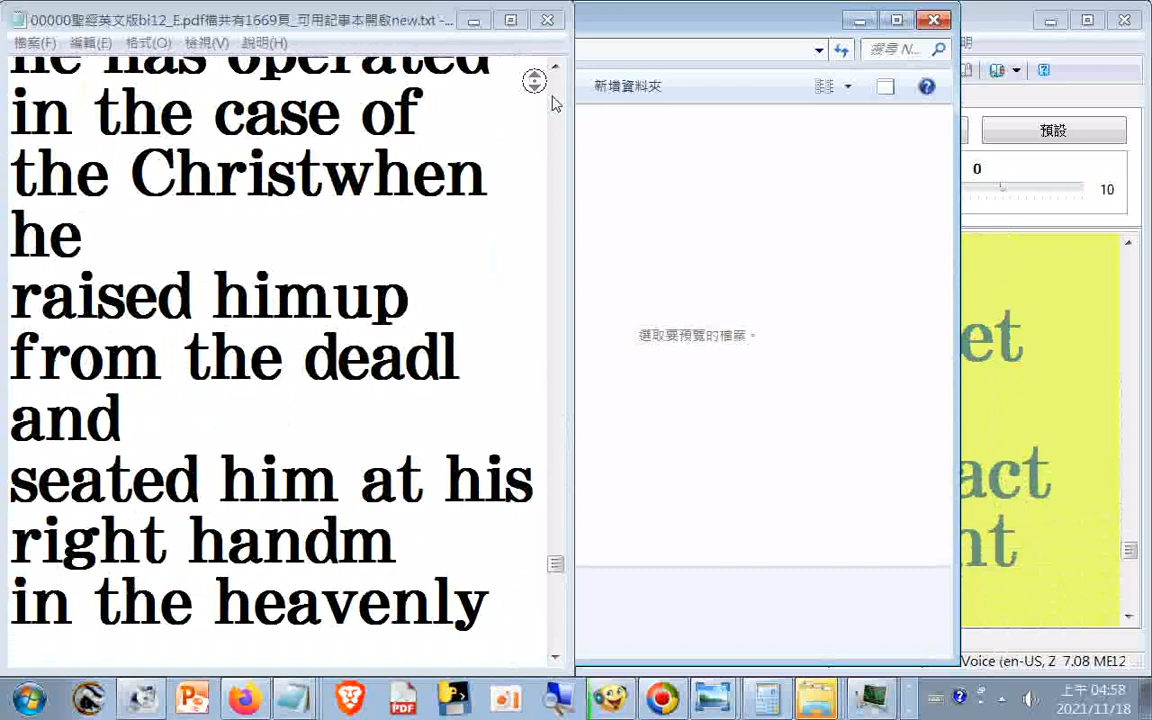 00000聖經英文版bi12_E.pdf檔共有1669頁_可用記事本開啟new.txt -...
檔案(F) 編輯(E) 格式(O) 檢視(V) 說明(H)
he has operated
in the case of
the Christwhen
he
raised himup
from the deadl
and
seated him at his
right handm
in the heavenly
搜尋 N...
新增資料夾
選取要預覽的檔案。
明
預設
0
10
et
act
nt
Voice (en-US, Z 7.08 ME12
上午 04:58
2021/11/18